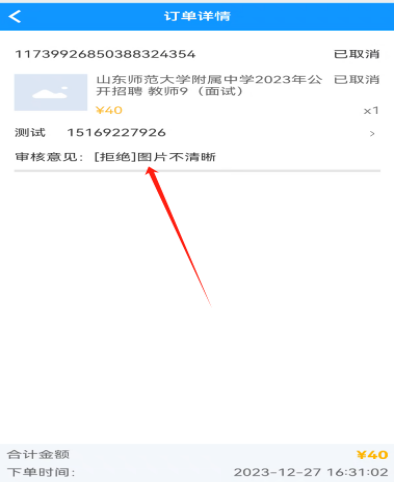 订单详情
11739926850388324354 已取消
山东师范大学附属中学2023年公 已取消
开招聘 教师9（面试）
¥40 x1
测试 15169227926 >
审核意见: [拒绝]图片不清晰
合计金额 ¥40
下单时间: 2023-12-27 16:31:02